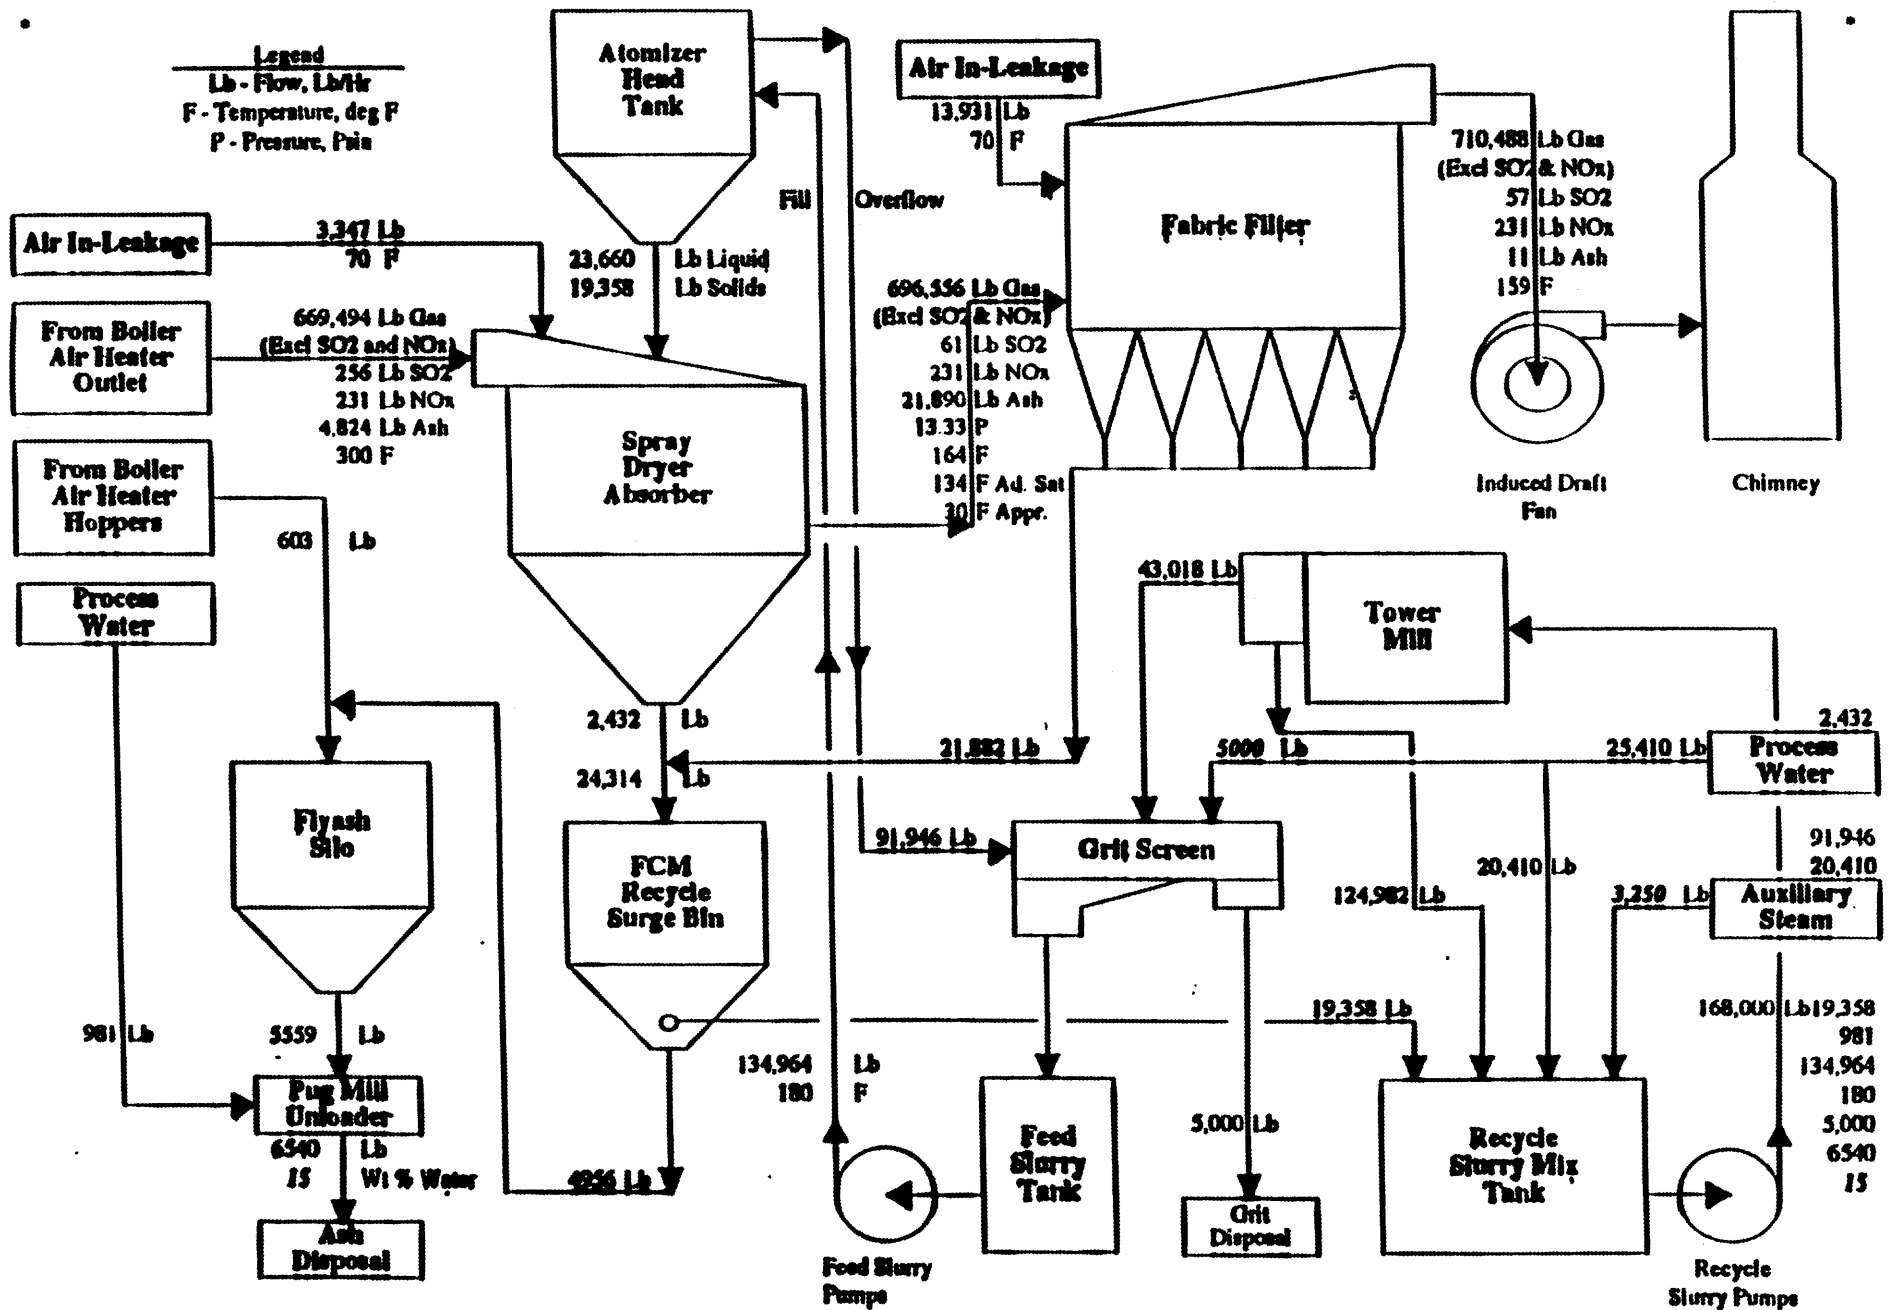 Legend
Lb - Flow, Lb/Hr
F - Temperature, deg F
P - Pressure, Psia
Atomizer
Head
Tank
Fill
Overflow
23,660 Lb Liquid
19,358 Lb Solids
Air In-Leakage
3,347 Lb
70 F
From Boiler
Air Heater
Outlet
669,494 Lb Gas
(Excl SO2 and NOx)
256 Lb SO2
231 Lb NOx
4,824 Lb Ash
300 F
From Boiler
Air Heater
Hoppers
603 Lb
Process
Water
Spray
Dryer
Absorber
Air In-Leakage
13,931 Lb
70 F
Fabric Filter
696,556 Lb Gas
(Excl SO2 & NOx)
61 Lb SO2
231 Lb NOx
21,890 Lb Ash
13.33 P
164 F
134 F Ad. Sat
30 F Appr.
710,488 Lb Gas
(Excl SO2 & NOx)
57 Lb SO2
231 Lb NOx
11 Lb Ash
159 F
Induced Draft
Fan
Chimney
43,018 Lb
Tower
Mill
2,432 Lb
21,882 Lb
24,314 Lb
5000 Lb
25,410 Lb
2,432
Process
Water
Flyash
Silo
FCM
Recycle
Surge Bin
91,946 Lb
Grit Screen
124,982 Lb
20,410 Lb
91,946
20,410
3,250 Lb
Auxiliary
Steam
981 Lb
5559 Lb
Pug Mill
Unloader
6540 Lb
15 Wt % Water
Ash
Disposal
4956 Lb
134,964 Lb
180 F
Feed Slurry
Pumps
Feed
Slurry
Tank
5,000 Lb
Grit
Disposal
19,358 Lb
Recycle
Slurry Mix
Tank
168,000 Lb 19,358
981
134,964
180
5,000
6540
15
Recycle
Slurry Pumps